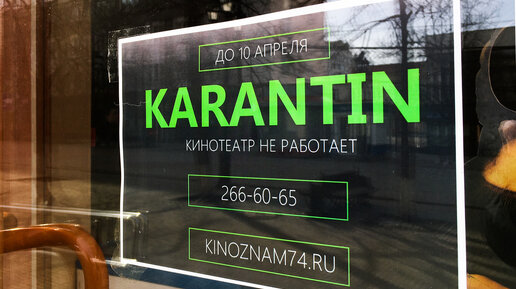 ДО 10 АПРЕЛЯ
KARANTIN
КИНОТЕАТР НЕ РАБОТАЕТ
266-60-65
KINOZNAM74.RU